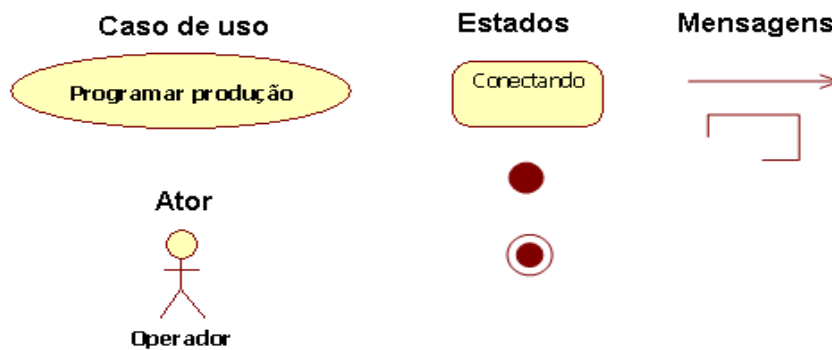 Caso de uso
Programar produção
Ator
Operador
Estados
Conectando
Mensagens